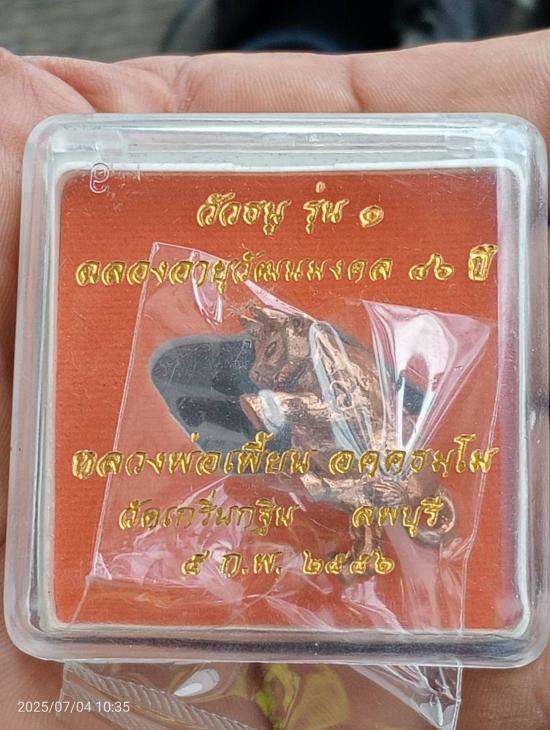 วัวธนู รุ่น ๑
ฉลองอายุวัฒนมงคล ๘๖ ปี
หลวงพ่อเพี้ยน อคฺคธมฺโม
วัดเกริ่นกฐิน ลพบุรี
๕ ก.พ. ๒๕๕๖
2025/07/04 10:35